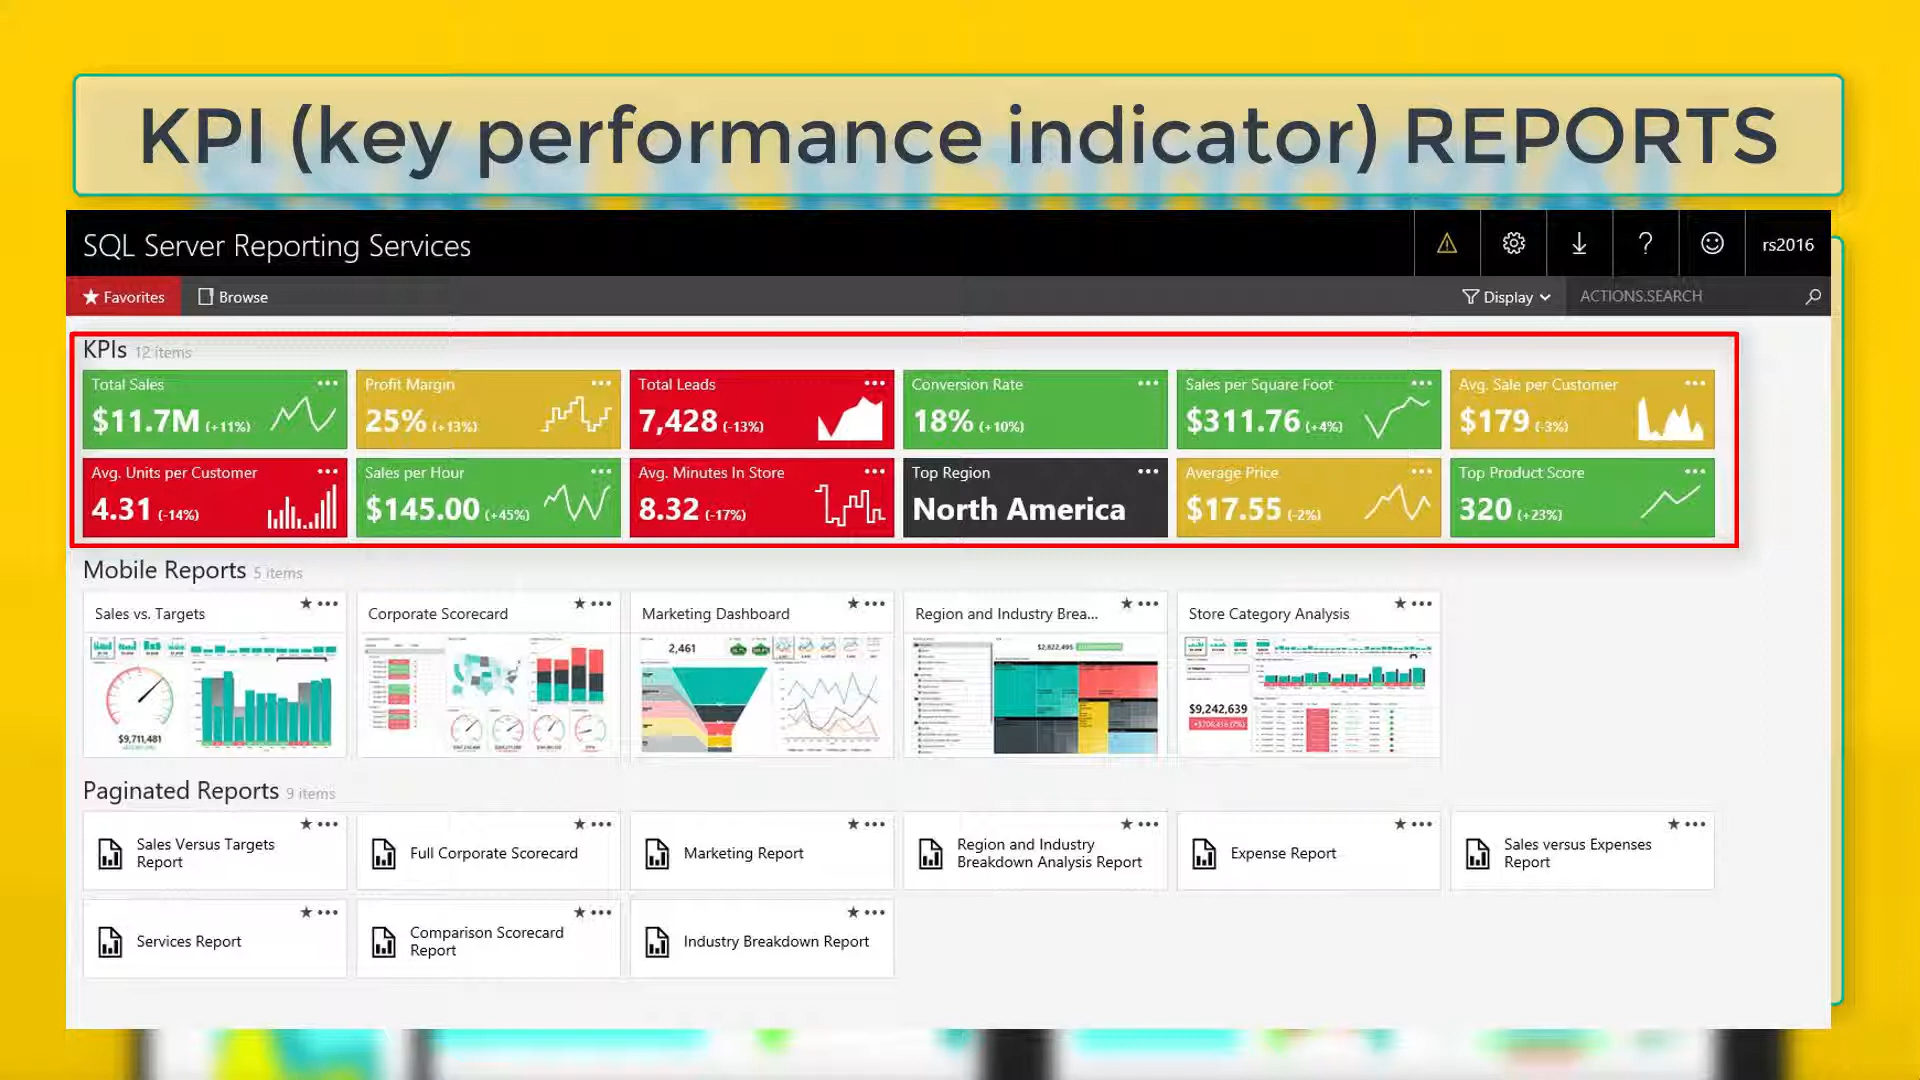 KPI (key performance indicator) REPORTS
SQL Server Reporting Services
rs2016
Favorites
Browse
Display
ACTIONS.SEARCH
KPIs 12 items
Total Sales
$11.7M (+11%)
Profit Margin
25% (+13%)
Total Leads
7,428 (-13%)
Conversion Rate
18% (+10%)
Sales per Square Foot
$311.76 (+4%)
Avg. Sale per Customer
$179 (-3%)
Avg. Units per Customer
4.31 (-14%)
Sales per Hour
$145.00 (+45%)
Avg. Minutes In Store
8.32 (-17%)
Top Region
North America
Average Price
$17.55 (-2%)
Top Product Score
320 (+23%)
Mobile Reports 5 items
Sales vs. Targets
$9,711,481
Corporate Scorecard
Marketing Dashboard
2,461
Region and Industry Brea...
$2,822,495
Store Category Analysis
$9,242,639
Paginated Reports 9 items
Sales Versus Targets
Report
Full Corporate Scorecard
Marketing Report
Region and Industry
Breakdown Analysis Report
Expense Report
Sales versus Expenses
Report
Services Report
Comparison Scorecard
Report
Industry Breakdown Report